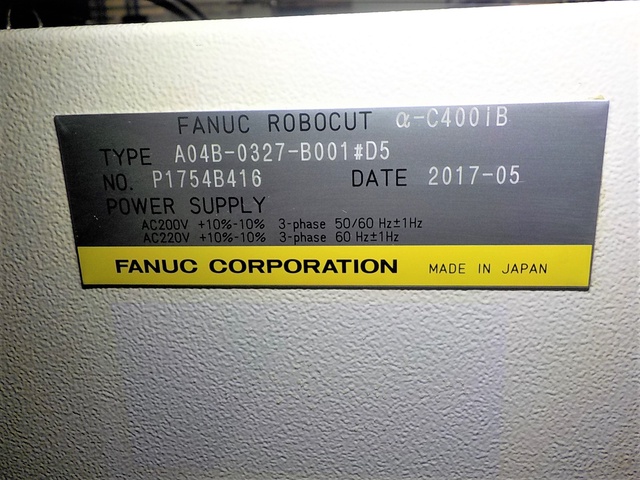 FANUC ROBOCUT α-C400iB
TYPE A04B-0327-B001#D5
NO. P1754B416 DATE 2017-05
POWER SUPPLY
AC200V +10%-10% 3-phase 50/60 Hz±1Hz
AC220V +10%-10% 3-phase 60 Hz±1Hz
FANUC CORPORATION MADE IN JAPAN